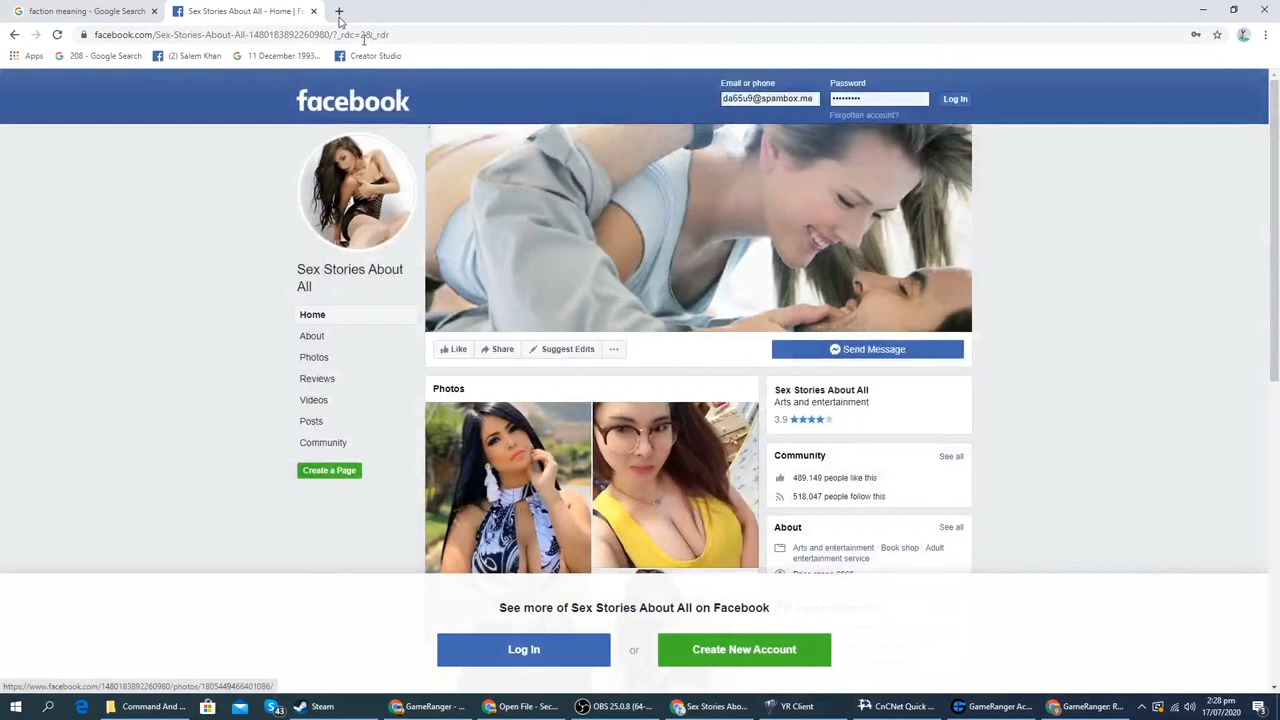 faction meaning - Google Search
Sex Stories About All - Home | Fa
facebook.com/Sex-Stories-About-All-1480183892260980/?_rdc=2&_rdr
Apps
208 - Google Search
(2) Salem Khan
11 December 1993...
Creator Studio
facebook
Email or phone
Password
da65u9@spambox.me
•••••••••
Log In
Forgotten account?
Sex Stories About
All
Home
About
Photos
Reviews
Videos
Posts
Community
Create a Page
Like
Share
Suggest Edits
Send Message
Photos
Sex Stories About All
Arts and entertainment
3.9
Community
See all
489,149 people like this
518,047 people follow this
About
See all
Arts and entertainment · Book shop · Adult
entertainment service
See more of Sex Stories About All on Facebook
Log In
or
Create New Account
https://www.facebook.com/1480183892260980/photos/1805449466401086/
Command And ...
43
Steam
GameRanger - ...
Open File - Sec...
OBS 25.0.8 (64-...
Sex Stories Abo...
VR Client
CnCNet Quick ...
GameRanger Ac...
GameRanger: R...
2:28 pm
17/07/2020